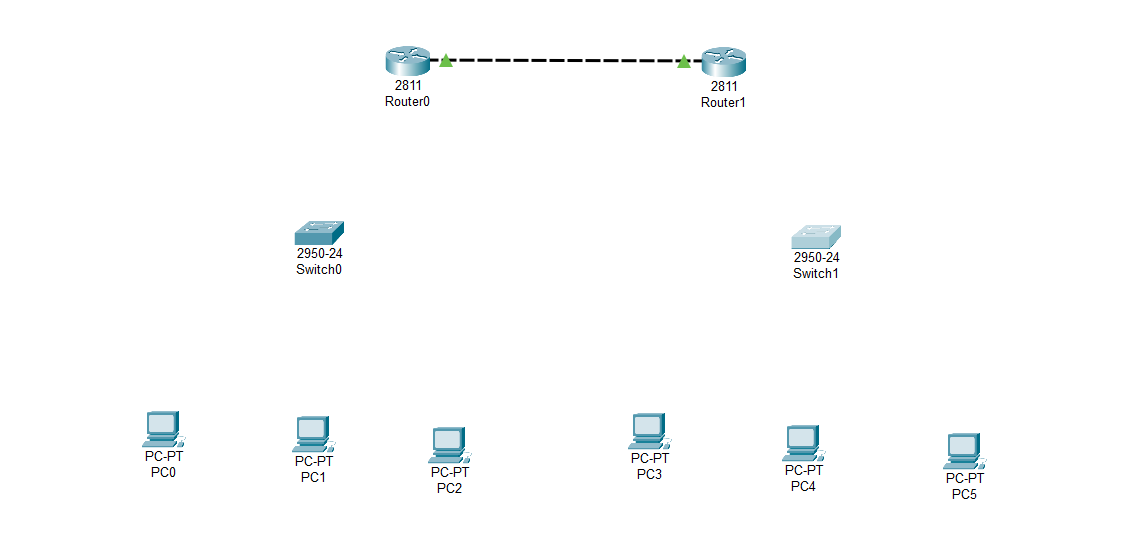 2811
Router0
2811
Router1
2950-24
Switch0
2950-24
Switch1
PC-PT
PC0
PC-PT
PC1
PC-PT
PC2
PC-PT
PC3
PC-PT
PC4
PC-PT
PC5